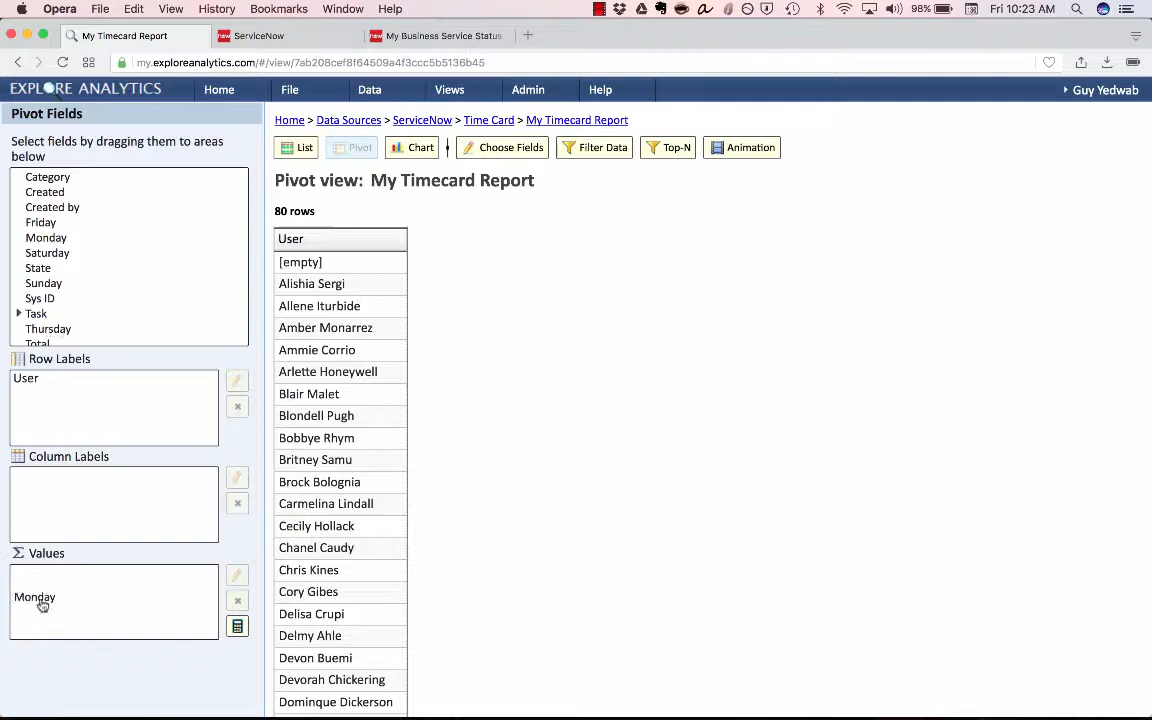 Opera File Edit View History Bookmarks Window Help 98% Fri 10:23 AM
My Timecard Report ServiceNow My Business Service Status
my.exploreanalytics.com/#/view/7ab208cef8f64509a4f3ccc5b5136b45
EXPLORE ANALYTICS Home File Data Views Admin Help Guy Yedwab
Pivot Fields
Select fields by dragging them to areas
below
Category
Created
Created by
Friday
Monday
Saturday
State
Sunday
Sys ID
Task
Thursday
Total
Row Labels
User
Column Labels
Σ Values
Monday
Home > Data Sources > ServiceNow > Time Card > My Timecard Report
List Pivot Chart Choose Fields Filter Data Top-N Animation
Pivot view: My Timecard Report
80 rows
User
[empty]
Alishia Sergi
Allene Iturbide
Amber Monarrez
Ammie Corrio
Arlette Honeywell
Blair Malet
Blondell Pugh
Bobbye Rhym
Britney Samu
Brock Bolognia
Carmelina Lindall
Cecily Hollack
Chanel Caudy
Chris Kines
Cory Gibes
Delisa Crupi
Delmy Ahle
Devon Buemi
Devorah Chickering
Dominque Dickerson